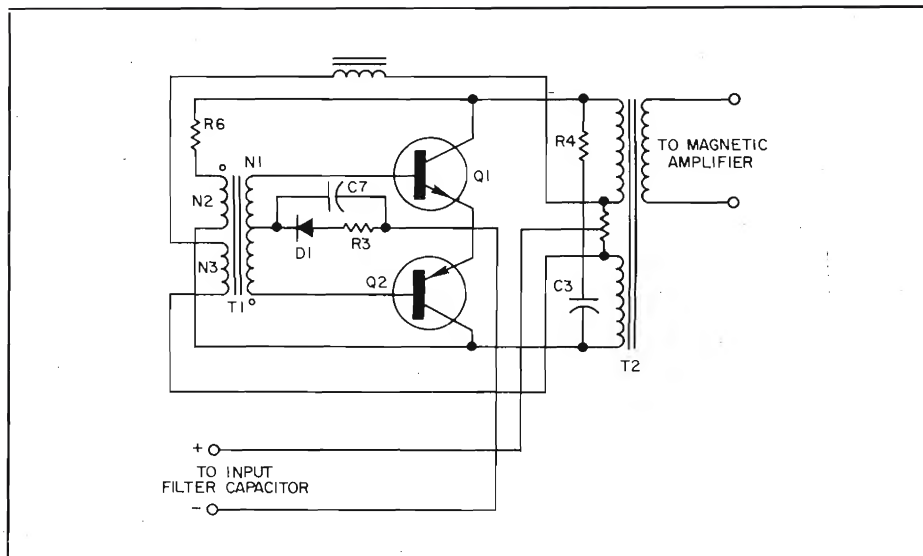 R6
N1
N2
N3
T1
C7
D1
R3
Q1
Q2
R4
C3
T2
TO MAGNETIC
AMPLIFIER
+
TO INPUT
FILTER CAPACITOR
-